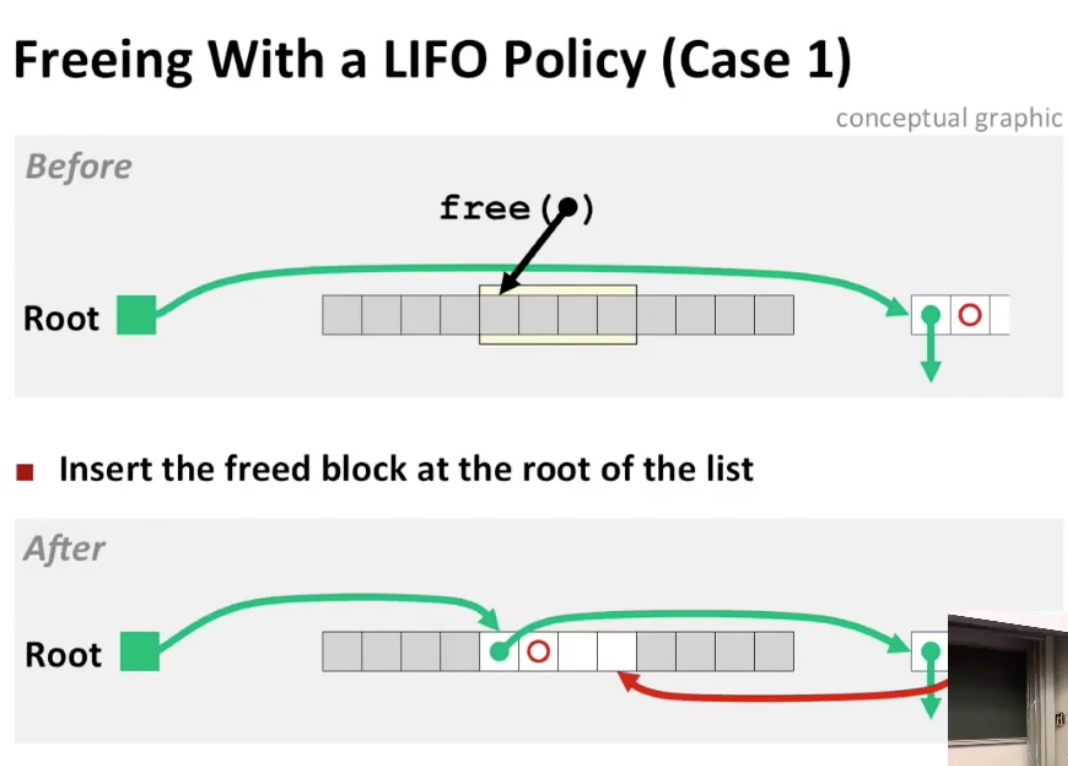 Freeing With a LIFO Policy (Case 1)
conceptual graphic
Before
free( )
Root
Insert the freed block at the root of the list
After
Root